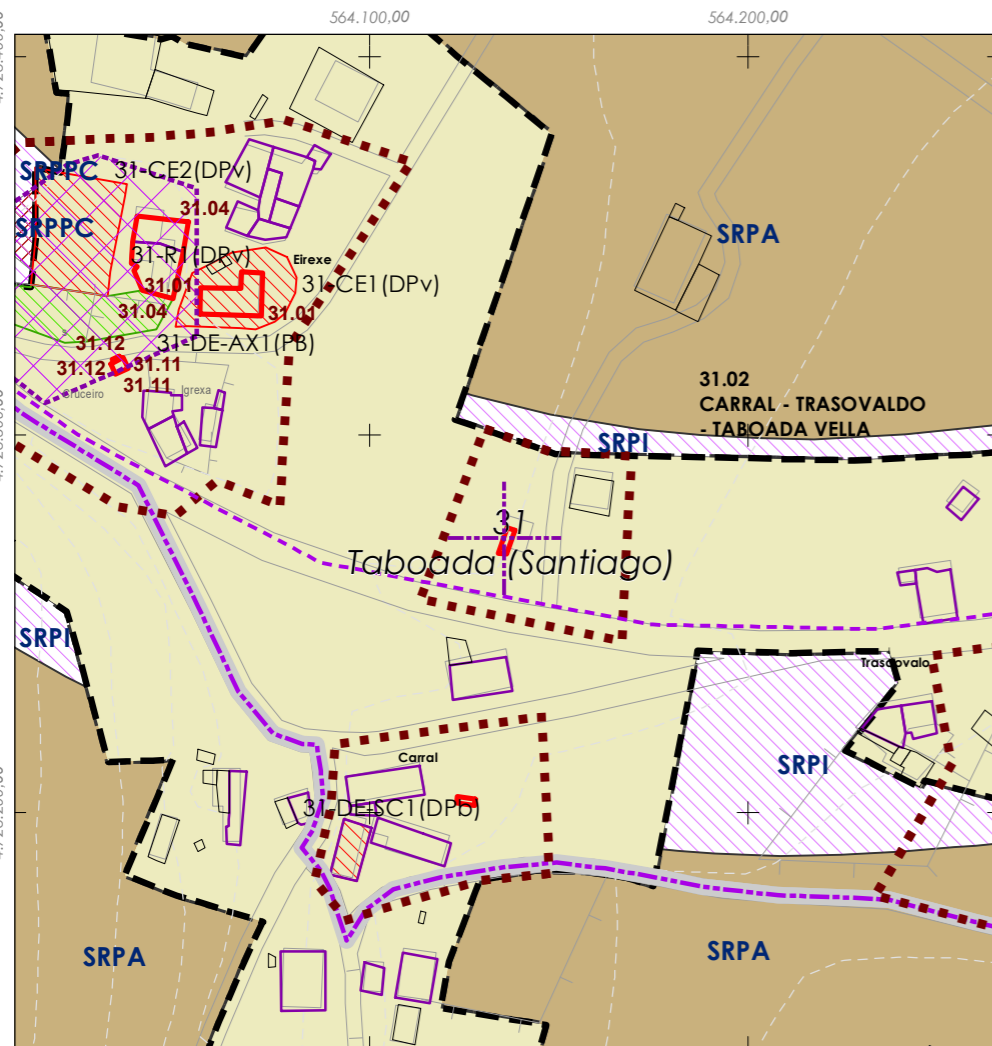 564.100,00
564.200,00
SRPPC
31-CE2(DPv)
31.04
SRPPC
SRPA
31-R1(DPv)
Eirexe
31.01
31-CE1(DPv)
31.04
31.01
31.12
31-DE-AX1(PB)
31.12
31.11
31.11
Cruceiro
Igrexa
31.02
CARRAL - TRASOVALDO
- TABOADA VELLA
SRPI
31
Taboada (Santiago)
SRPI
Trasdovalo
SRPI
Carral
31-DE-SC1(DPb)
SRPA
SRPA